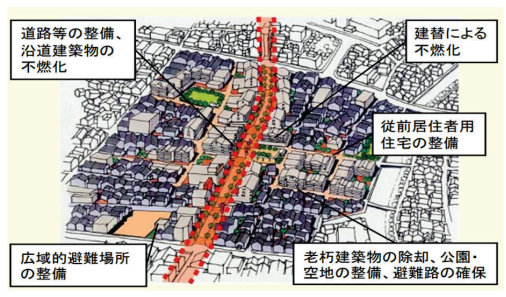 道路等の整備、
沿道建築物の
不燃化
建替による
不燃化
従前居住者用
住宅の整備
広域的避難場所
の整備
老朽建築物の除却、公園・
空地の整備、避難路の確保